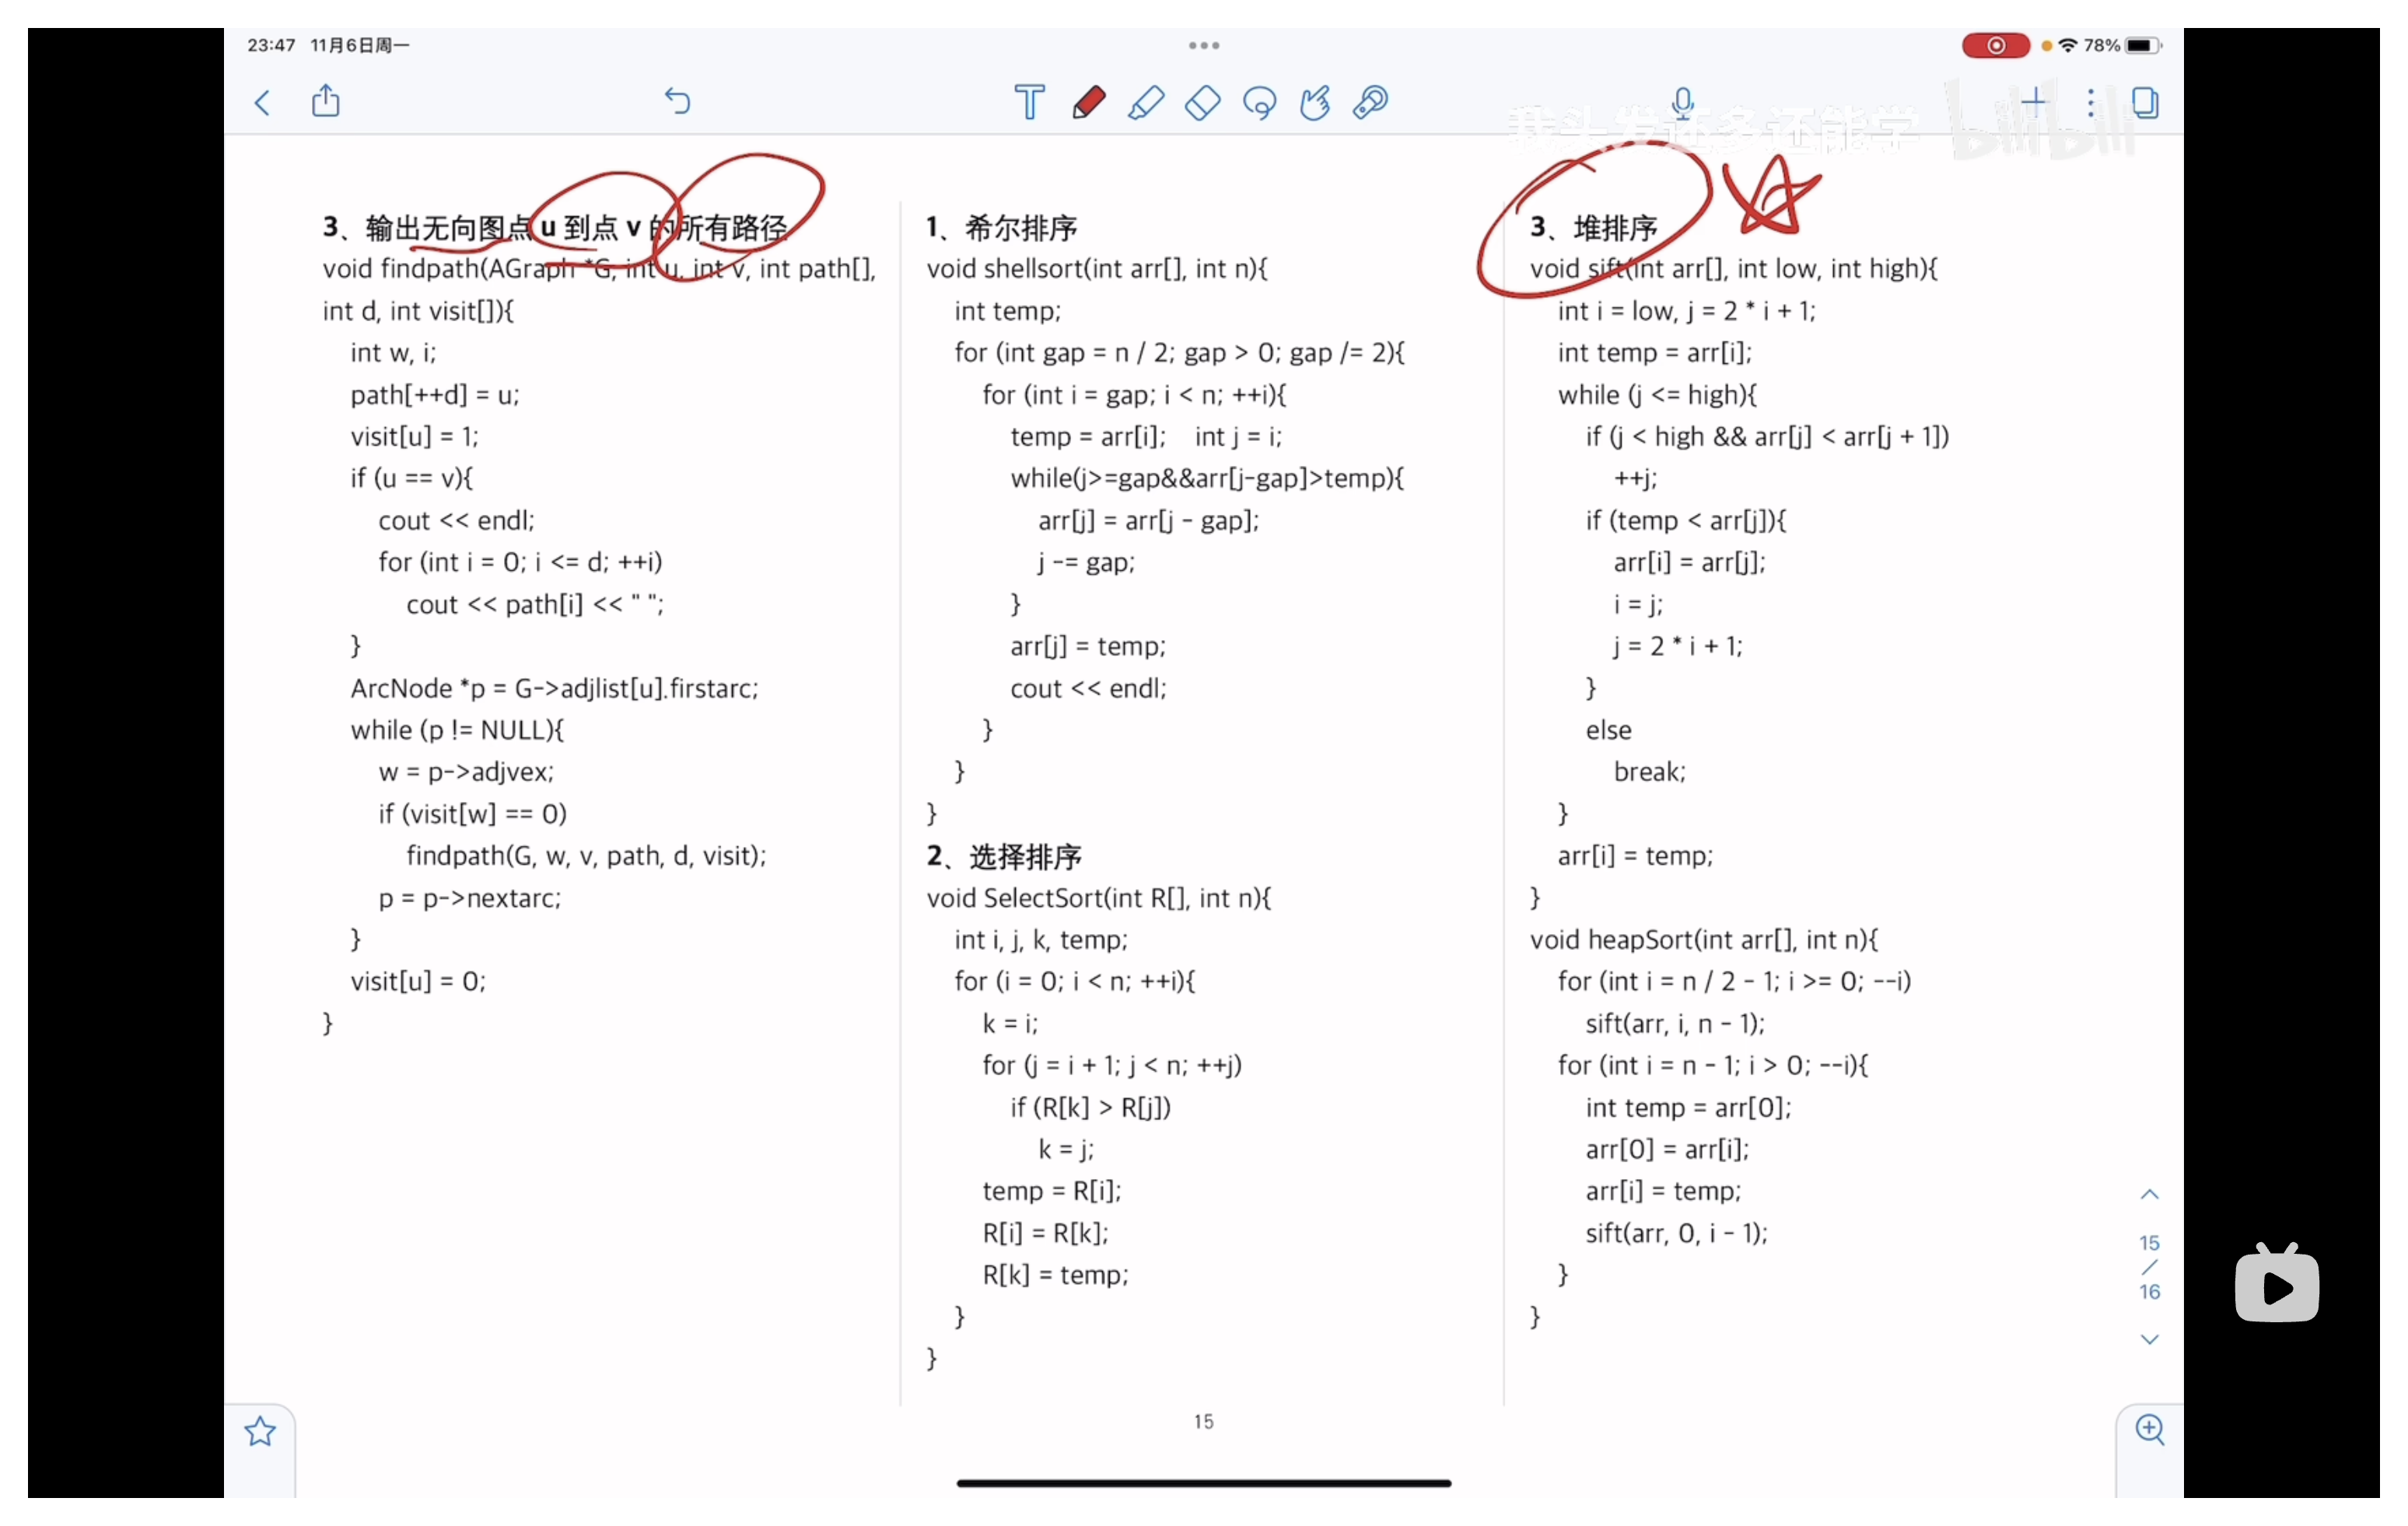 23:47 11月6日周一
78%
我头发还多还能学
bilibili
3、输出无向图点 u 到点 v 的所有路径
void findpath(AGraph *G, int u, int v, int path[],
int d, int visit[]){
int w, i;
path[++d] = u;
visit[u] = 1;
if (u == v){
cout << endl;
for (int i = 0; i <= d; ++i)
cout << path[i] << " ";
}
ArcNode *p = G->adjlist[u].firstarc;
while (p != NULL){
w = p->adjvex;
if (visit[w] == 0)
findpath(G, w, v, path, d, visit);
p = p->nextarc;
}
visit[u] = 0;
}
1、希尔排序
void shellsort(int arr[], int n){
int temp;
for (int gap = n / 2; gap > 0; gap /= 2){
for (int i = gap; i < n; ++i){
temp = arr[i]; int j = i;
while(j>=gap&&arr[j-gap]>temp){
arr[j] = arr[j - gap];
j -= gap;
}
arr[j] = temp;
cout << endl;
}
}
}
2、选择排序
void SelectSort(int R[], int n){
int i, j, k, temp;
for (i = 0; i < n; ++i){
k = i;
for (j = i + 1; j < n; ++j)
if (R[k] > R[j])
k = j;
temp = R[i];
R[i] = R[k];
R[k] = temp;
}
}
3、堆排序
void sift(int arr[], int low, int high){
int i = low, j = 2 * i + 1;
int temp = arr[i];
while (j <= high){
if (j < high && arr[j] < arr[j + 1])
++j;
if (temp < arr[j]){
arr[i] = arr[j];
i = j;
j = 2 * i + 1;
}
else
break;
}
arr[i] = temp;
}
void heapSort(int arr[], int n){
for (int i = n / 2 - 1; i >= 0; --i)
sift(arr, i, n - 1);
for (int i = n - 1; i > 0; --i){
int temp = arr[0];
arr[0] = arr[i];
arr[i] = temp;
sift(arr, 0, i - 1);
}
}
15
/
16
15